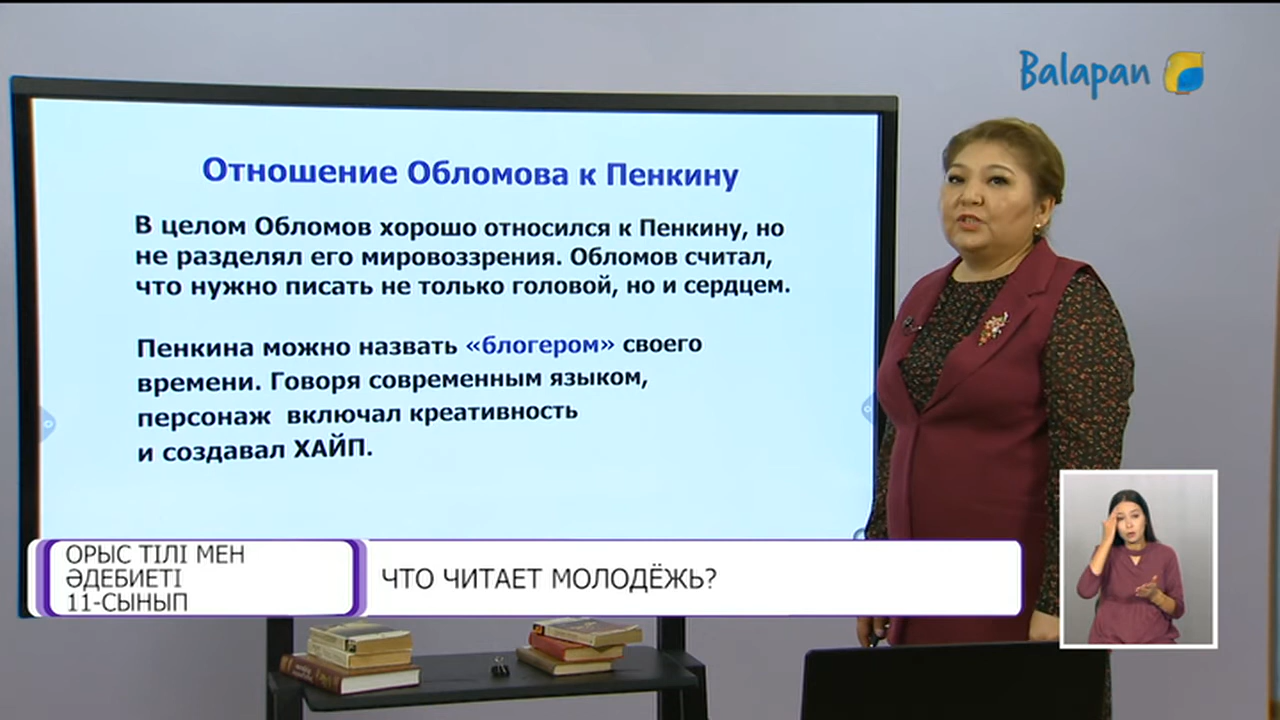 Balapan
Отношение Обломова к Пенкину
В целом Обломов хорошо относился к Пенкину, но
не разделял его мировоззрения. Обломов считал,
что нужно писать не только головой, но и сердцем.
Пенкина можно назвать «блогером» своего
времени. Говоря современным языком,
персонаж включал креативность
и создавал ХАЙП.
ОРЫС ТІЛІ МЕН
ӘДЕБИЕТІ
11-СЫНЫП
ЧТО ЧИТАЕТ МОЛОДЁЖЬ?